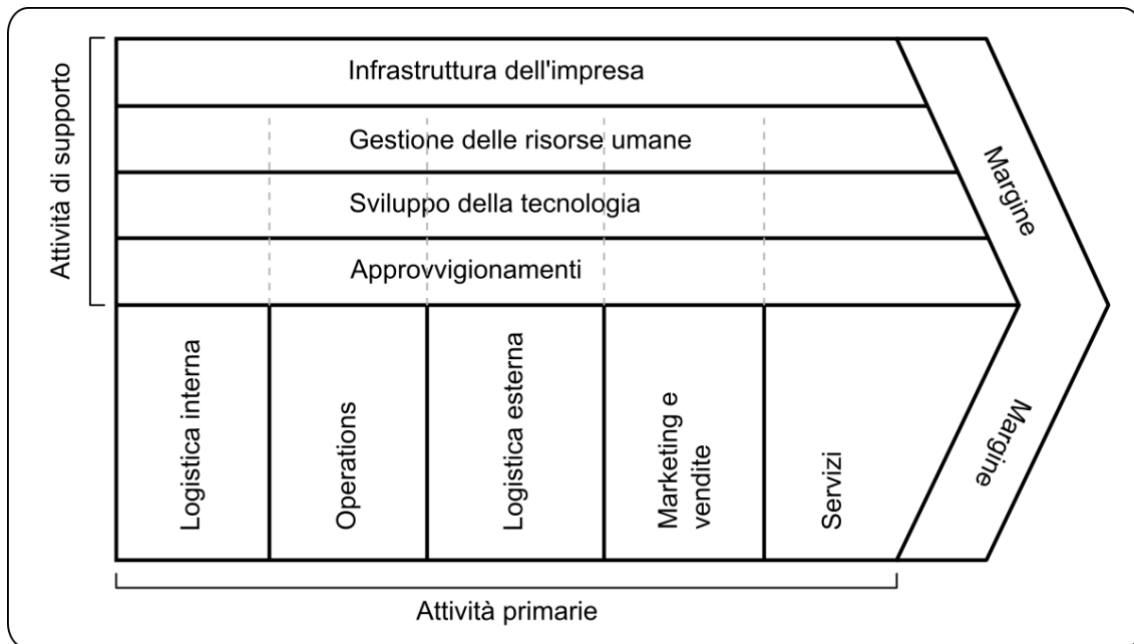 Attività di supporto
Infrastruttura dell'impresa
Gestione delle risorse umane
Sviluppo della tecnologia
Approvvigionamenti
Margine
Logistica interna
Operations
Logistica esterna
Marketing e
vendite
Servizi
Margine
Attività primarie